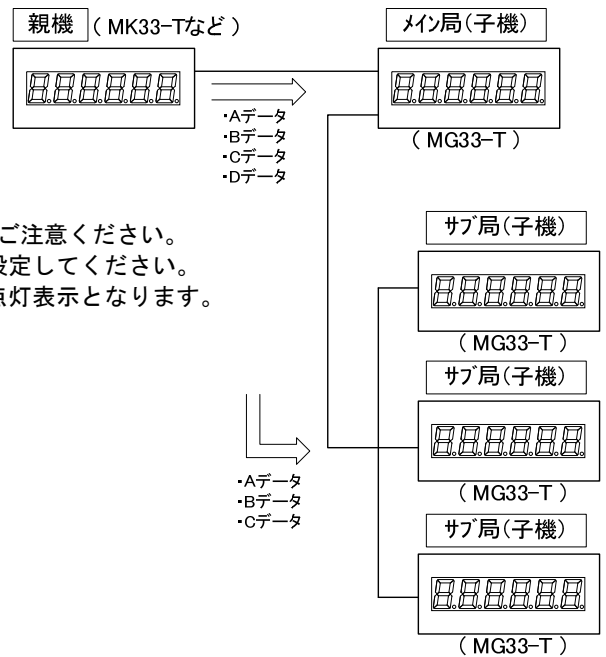 親機 ( MK33-Tなど )
ﾒｲﾝ局(子機)
･Aデータ
･Bデータ
･Cデータ
･Dデータ
( MG33-T )
ご注意ください。
設定してください。
点灯表示となります。
ｻﾌﾞ局(子機)
( MG33-T )
ｻﾌﾞ局(子機)
( MG33-T )
･Aデータ
･Bデータ
･Cデータ
ｻﾌﾞ局(子機)
( MG33-T )